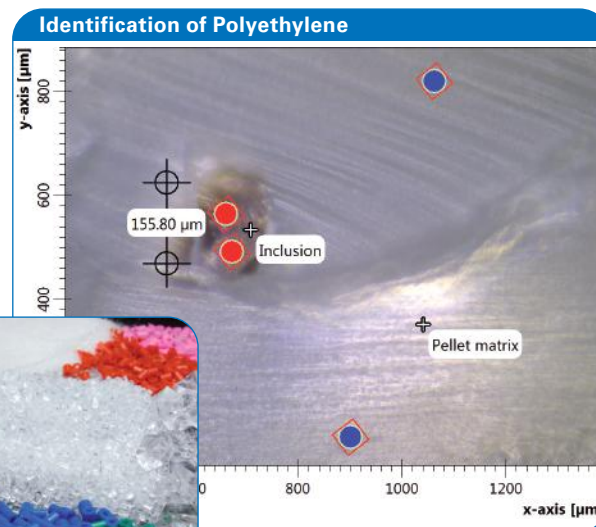 Identification of Polyethylene
y-axis [µm]
800
600
400
155.80 µm
Inclusion
Pellet matrix
0
800
1000
1200
x-axis [µm]